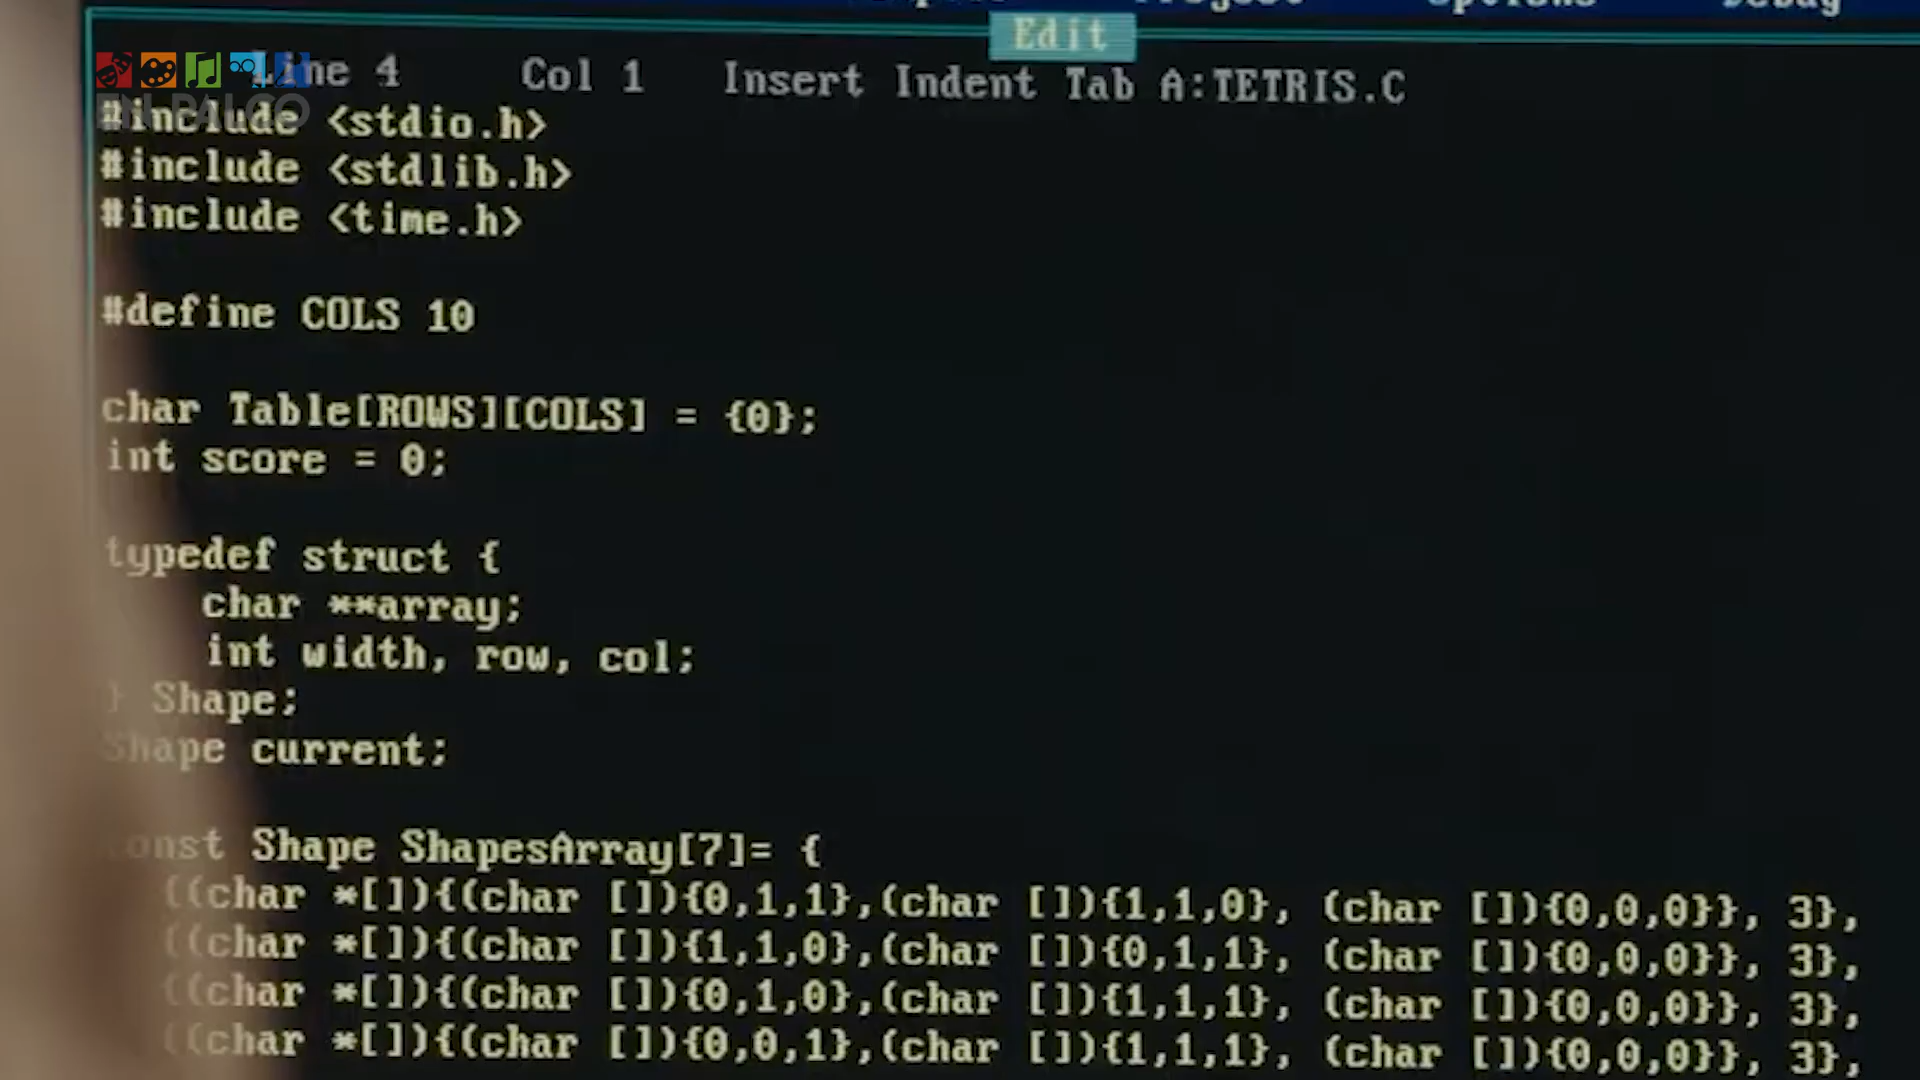 Edit
Line 4 Col 1 Insert Indent Tab A:TETRIS.C
EN PALCO
#include <stdio.h>
#include <stdlib.h>
#include <time.h>
#define COLS 10
char Table[ROWS][COLS] = {0};
int score = 0;
typedef struct {
char **array;
int width, row, col;
} Shape;
Shape current;
const Shape ShapesArray[7]= {
{(char *[]){(char []){0,1,1},(char []){1,1,0}, (char []){0,0,0}}, 3},
{(char *[]){(char []){1,1,0},(char []){0,1,1}, (char []){0,0,0}}, 3},
{(char *[]){(char []){0,1,0},(char []){1,1,1}, (char []){0,0,0}}, 3},
{(char *[]){(char []){0,0,1},(char []){1,1,1}, (char []){0,0,0}}, 3},